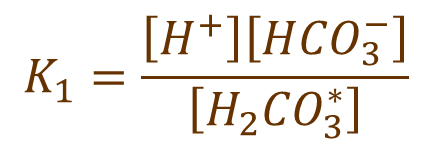 K₁ = [H⁺][HCO₃⁻] / [H₂CO₃*]